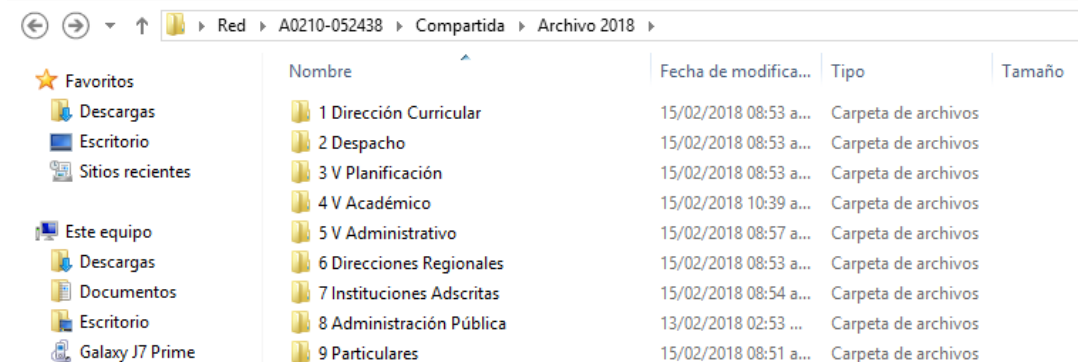 Red A0210-052438 Compartida Archivo 2018
Favoritos
Descargas
Escritorio
Sitios recientes
Este equipo
Descargas
Documentos
Escritorio
Galaxy J7 Prime
Nombre Fecha de modifica... Tipo Tamaño
1 Dirección Curricular 15/02/2018 08:53 a... Carpeta de archivos
2 Despacho 15/02/2018 08:53 a... Carpeta de archivos
3 V Planificación 15/02/2018 08:53 a... Carpeta de archivos
4 V Académico 15/02/2018 10:39 a... Carpeta de archivos
5 V Administrativo 15/02/2018 08:57 a... Carpeta de archivos
6 Direcciones Regionales 15/02/2018 08:53 a... Carpeta de archivos
7 Instituciones Adscritas 15/02/2018 08:54 a... Carpeta de archivos
8 Administración Pública 13/02/2018 02:53 ... Carpeta de archivos
9 Particulares 15/02/2018 08:51 a... Carpeta de archivos